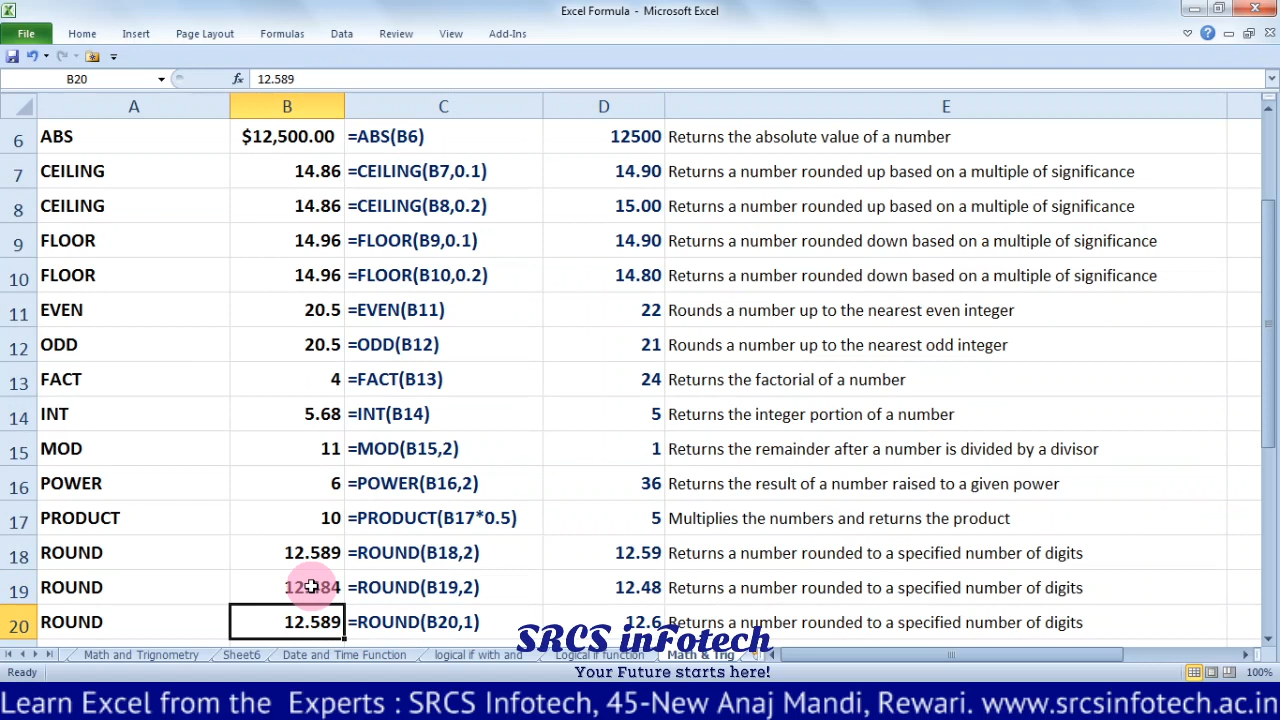 Excel Formula - Microsoft Excel
File Home Insert Page Layout Formulas Data Review View Add-Ins
B20 fx 12.589
A B C D E
6 ABS $12,500.00 =ABS(B6) 12500 Returns the absolute value of a number
7 CEILING 14.86 =CEILING(B7,0.1) 14.90 Returns a number rounded up based on a multiple of significance
8 CEILING 14.86 =CEILING(B8,0.2) 15.00 Returns a number rounded up based on a multiple of significance
9 FLOOR 14.96 =FLOOR(B9,0.1) 14.90 Returns a number rounded down based on a multiple of significance
10 FLOOR 14.96 =FLOOR(B10,0.2) 14.80 Returns a number rounded down based on a multiple of significance
11 EVEN 20.5 =EVEN(B11) 22 Rounds a number up to the nearest even integer
12 ODD 20.5 =ODD(B12) 21 Rounds a number up to the nearest odd integer
13 FACT 4 =FACT(B13) 24 Returns the factorial of a number
14 INT 5.68 =INT(B14) 5 Returns the integer portion of a number
15 MOD 11 =MOD(B15,2) 1 Returns the remainder after a number is divided by a divisor
16 POWER 6 =POWER(B16,2) 36 Returns the result of a number raised to a given power
17 PRODUCT 10 =PRODUCT(B17*0.5) 5 Multiplies the numbers and returns the product
18 ROUND 12.589 =ROUND(B18,2) 12.59 Returns a number rounded to a specified number of digits
19 ROUND 12.484 =ROUND(B19,2) 12.48 Returns a number rounded to a specified number of digits
20 ROUND 12.589 =ROUND(B20,1) 12.6 Returns a number rounded to a specified number of digits
SRCS inFotech
Math and Trignometry Sheet6 Date and Time Function logical if with and Logical if function Math & Trig
Ready Your Future starts here! 100%
Learn Excel from the Experts : SRCS Infotech, 45-New Anaj Mandi, Rewari. www.srcsinfotech.ac.in